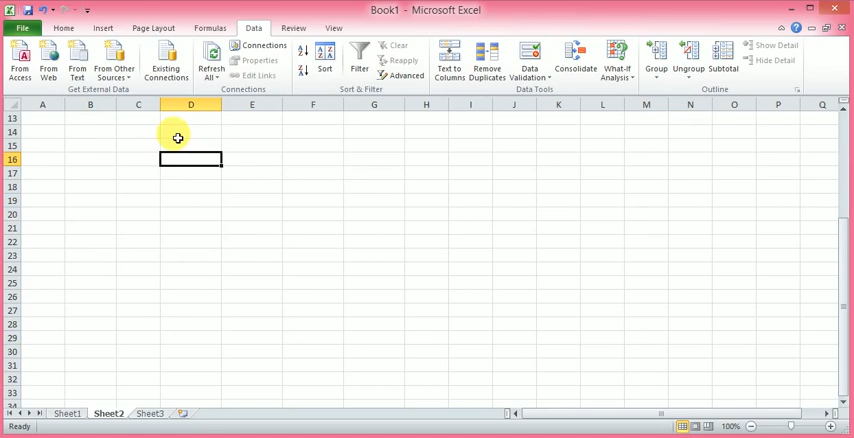 Book1 - Microsoft Excel
File Home Insert Page Layout Formulas Data Review View
From Access
From Web
From Text
From Other Sources
Existing Connections
Refresh All
Connections
Properties
Edit Links
Sort
Filter
Clear
Reapply
Advanced
Text to Columns
Remove Duplicates
Data Validation
Consolidate
What-If Analysis
Group
Ungroup
Subtotal
Show Detail
Hide Detail
Get External Data Connections Sort & Filter Data Tools Outline
A B C D E F G H I J K L M N O P Q
13
14
15
16
17
18
19
20
21
22
23
24
25
26
27
28
29
30
31
32
33
Sheet1 Sheet2 Sheet3
Ready 100%